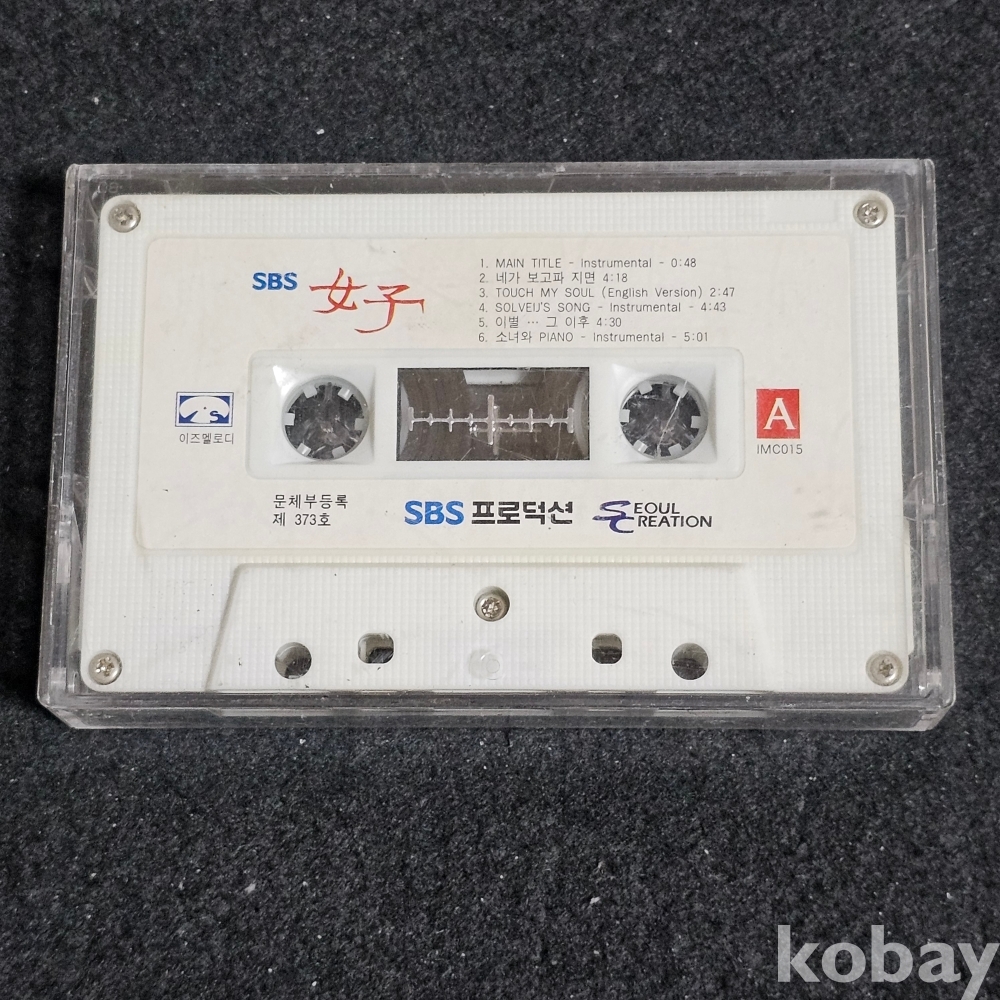 SBS 女子
1. MAIN TITLE - Instrumental - 0:48
2. 네가 보고파 지면 4:18
3. TOUCH MY SOUL (English Version) 2:47
4. SOLVEIJ'S SONG - Instrumental - 4:43
5. 이별 … 그 이후 4:30
6. 소녀와 PIANO - Instrumental - 5:01
이즈멜로디
A
IMC015
문체부등록
제 373호
SBS 프로덕션
SEOUL
CREATION
kobay